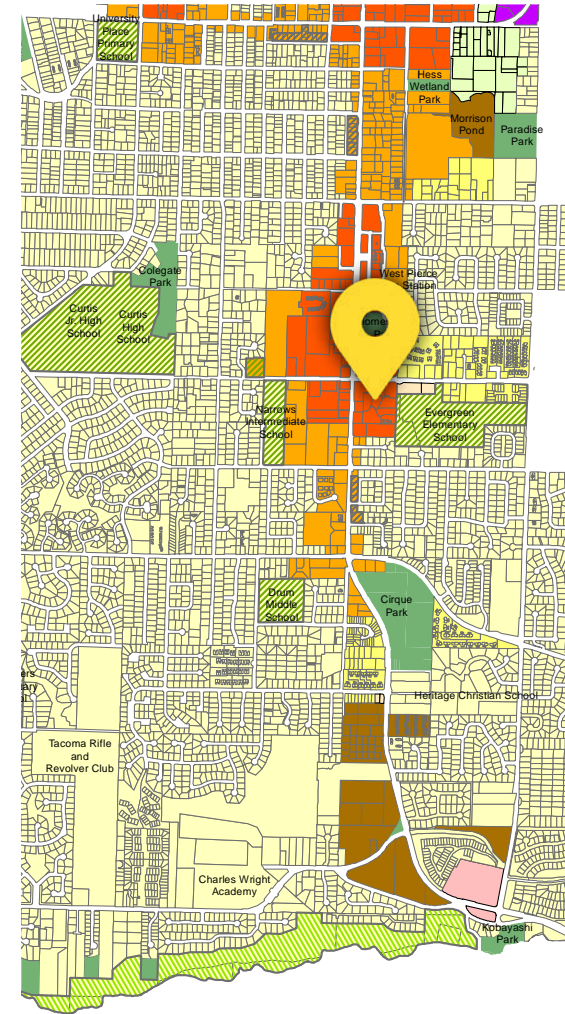 University
Place
Primary
School
Hess
Wetland
Park
Morrison
Pond
Paradise
Park
Colegate
Park
West Pierce
Station
Curtis
Jr. High
School
Curtis
High
School
Narrows
Intermediate
School
Evergreen
Elementary
School
Drum
Middle
School
Cirque
Park
Heritage Christian School
Tacoma Rifle
and
Revolver Club
Charles Wright
Academy
Kobayashi
Park